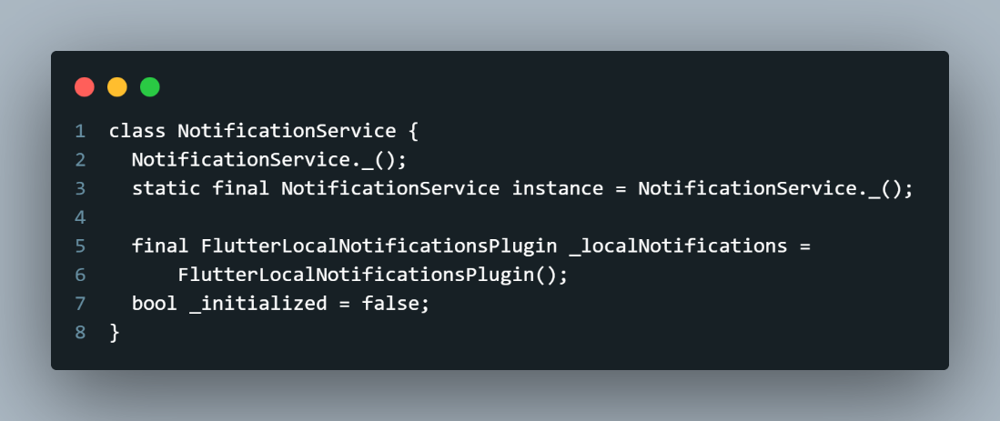 1 class NotificationService {
2   NotificationService._();
3   static final NotificationService instance = NotificationService._();
4
5   final FlutterLocalNotificationsPlugin _localNotifications =
6       FlutterLocalNotificationsPlugin();
7   bool _initialized = false;
8 }